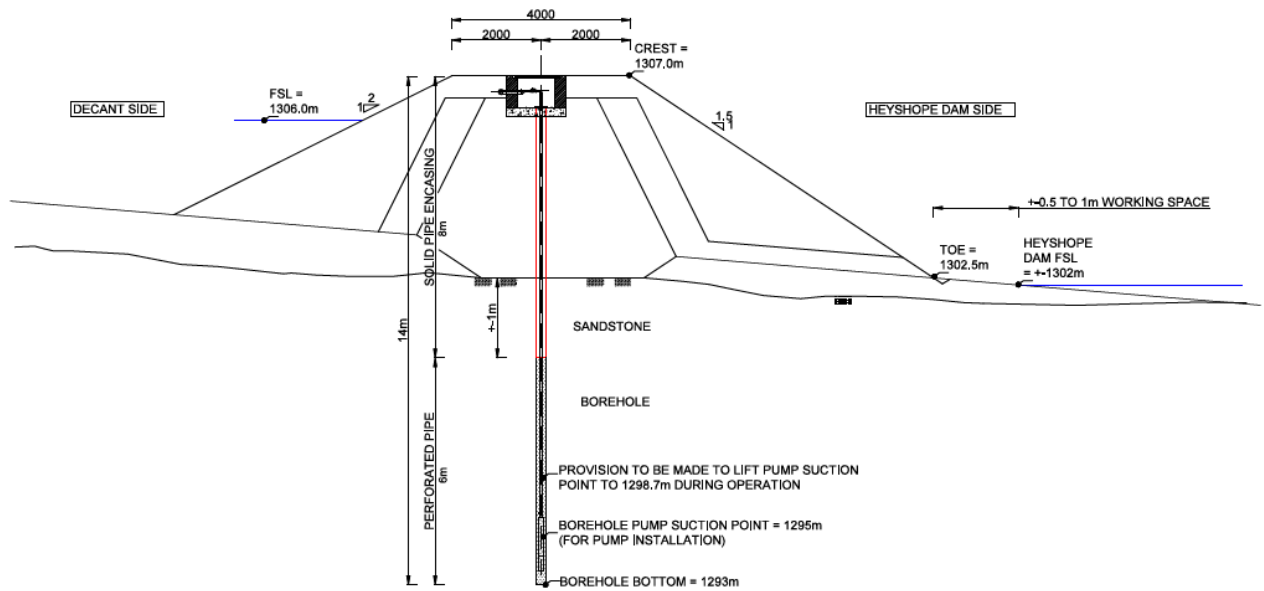 4000
2000
2000
CREST =
1307.0m
FSL =
1306.0m
DECANT SIDE
1
2
1.5
1
HEYSHOPE DAM SIDE
+-0.5 TO 1m WORKING SPACE
TOE =
1302.5m
HEYSHOPE
DAM FSL
= +-1302m
SOLID PIPE ENCASING
8m
14m
+-1m
SANDSTONE
BOREHOLE
PERFORATED PIPE
6m
PROVISION TO BE MADE TO LIFT PUMP SUCTION
POINT TO 1298.7m DURING OPERATION
BOREHOLE PUMP SUCTION POINT = 1295m
(FOR PUMP INSTALLATION)
BOREHOLE BOTTOM = 1293m